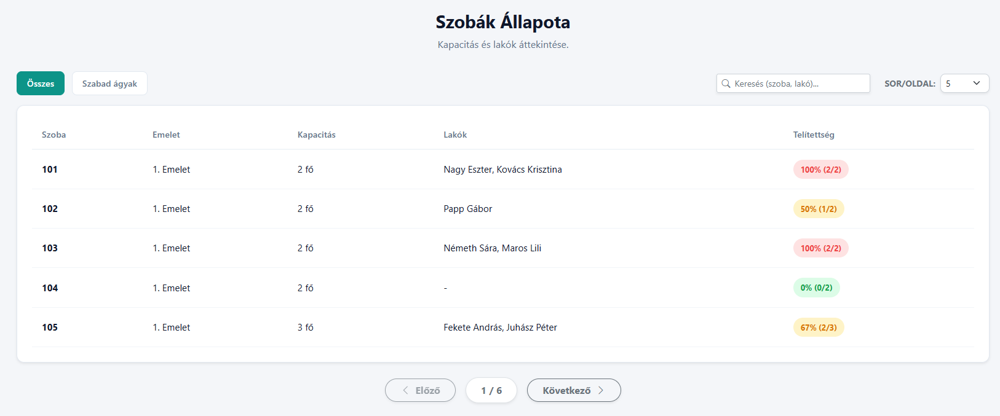 Szobák Állapota
Kapacitás és lakók áttekintése.
Összes Szabad ágyak Keresés (szoba, lakó)... SOR/OLDAL: 5
Szoba Emelet Kapacitás Lakók Telítettség
101 1. Emelet 2 fő Nagy Eszter, Kovács Krisztina 100% (2/2)
102 1. Emelet 2 fő Papp Gábor 50% (1/2)
103 1. Emelet 2 fő Németh Sára, Maros Lili 100% (2/2)
104 1. Emelet 2 fő - 0% (0/2)
105 1. Emelet 3 fő Fekete András, Juhász Péter 67% (2/3)
Előző 1 / 6 Következő